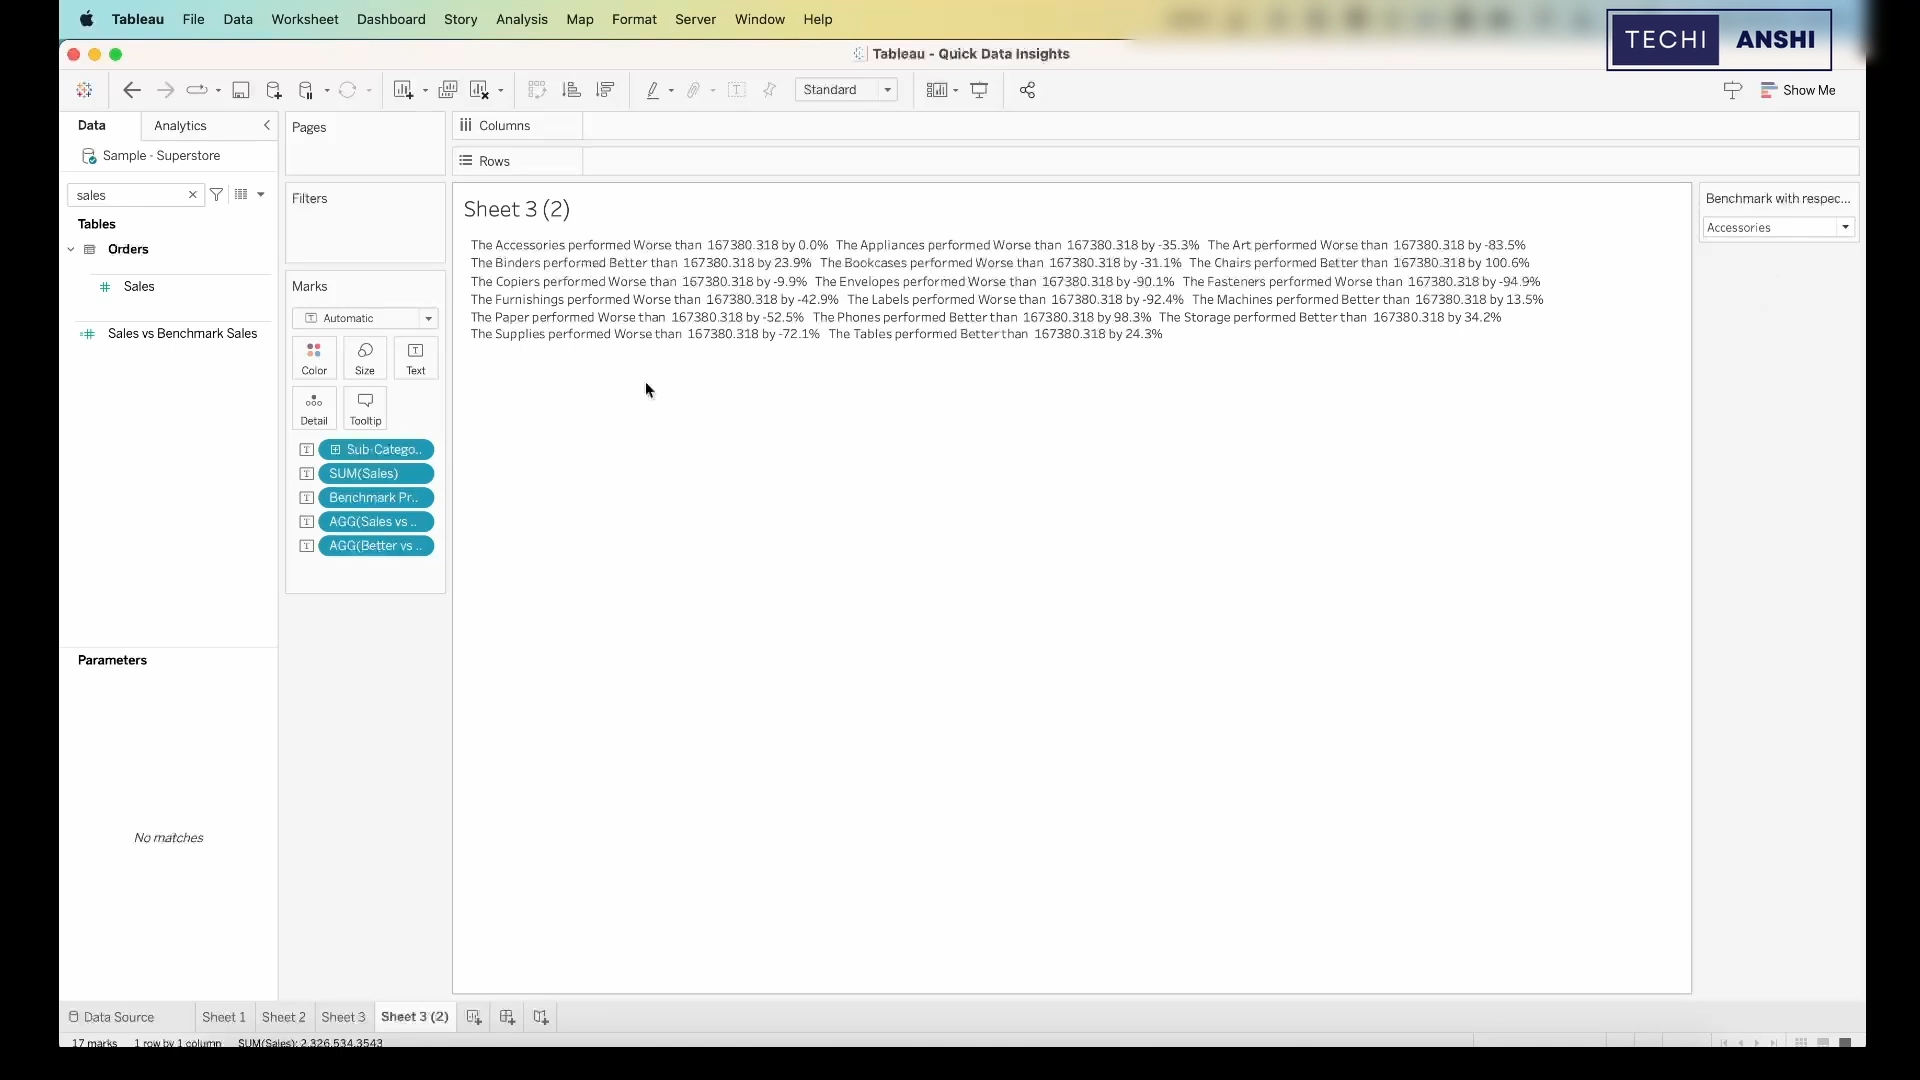 Tableau File Data Worksheet Dashboard Story Analysis Map Format Server Window Help
TECHI ANSHI
Tableau - Quick Data Insights
Standard
Show Me
Data Analytics
Pages
Columns
Sample - Superstore
Rows
sales
Filters
Benchmark with respec...
Tables
Sheet 3 (2)
Accessories
Orders
The Accessories performed Worse than 167380.318 by 0.0% The Appliances performed Worse than 167380.318 by -35.3% The Art performed Worse than 167380.318 by -83.5%
The Binders performed Better than 167380.318 by 23.9% The Bookcases performed Worse than 167380.318 by -31.1% The Chairs performed Better than 167380.318 by 100.6%
The Copiers performed Worse than 167380.318 by -9.9% The Envelopes performed Worse than 167380.318 by -90.1% The Fasteners performed Worse than 167380.318 by -94.9%
The Furnishings performed Worse than 167380.318 by -42.9% The Labels performed Worse than 167380.318 by -92.4% The Machines performed Better than 167380.318 by 13.5%
The Paper performed Worse than 167380.318 by -52.5% The Phones performed Better than 167380.318 by 98.3% The Storage performed Better than 167380.318 by 34.2%
The Supplies performed Worse than 167380.318 by -72.1% The Tables performed Better than 167380.318 by 24.3%
Sales
Sales vs Benchmark Sales
Marks
Automatic
Color Size Text
Detail Tooltip
Sub-Catego..
SUM(Sales)
Benchmark Pr..
AGG(Sales vs ..
AGG(Better vs ..
Parameters
No matches
Data Source Sheet 1 Sheet 2 Sheet 3 Sheet 3 (2)
17 marks 1 row by 1 column SUM(Sales): 2,326,534.3543